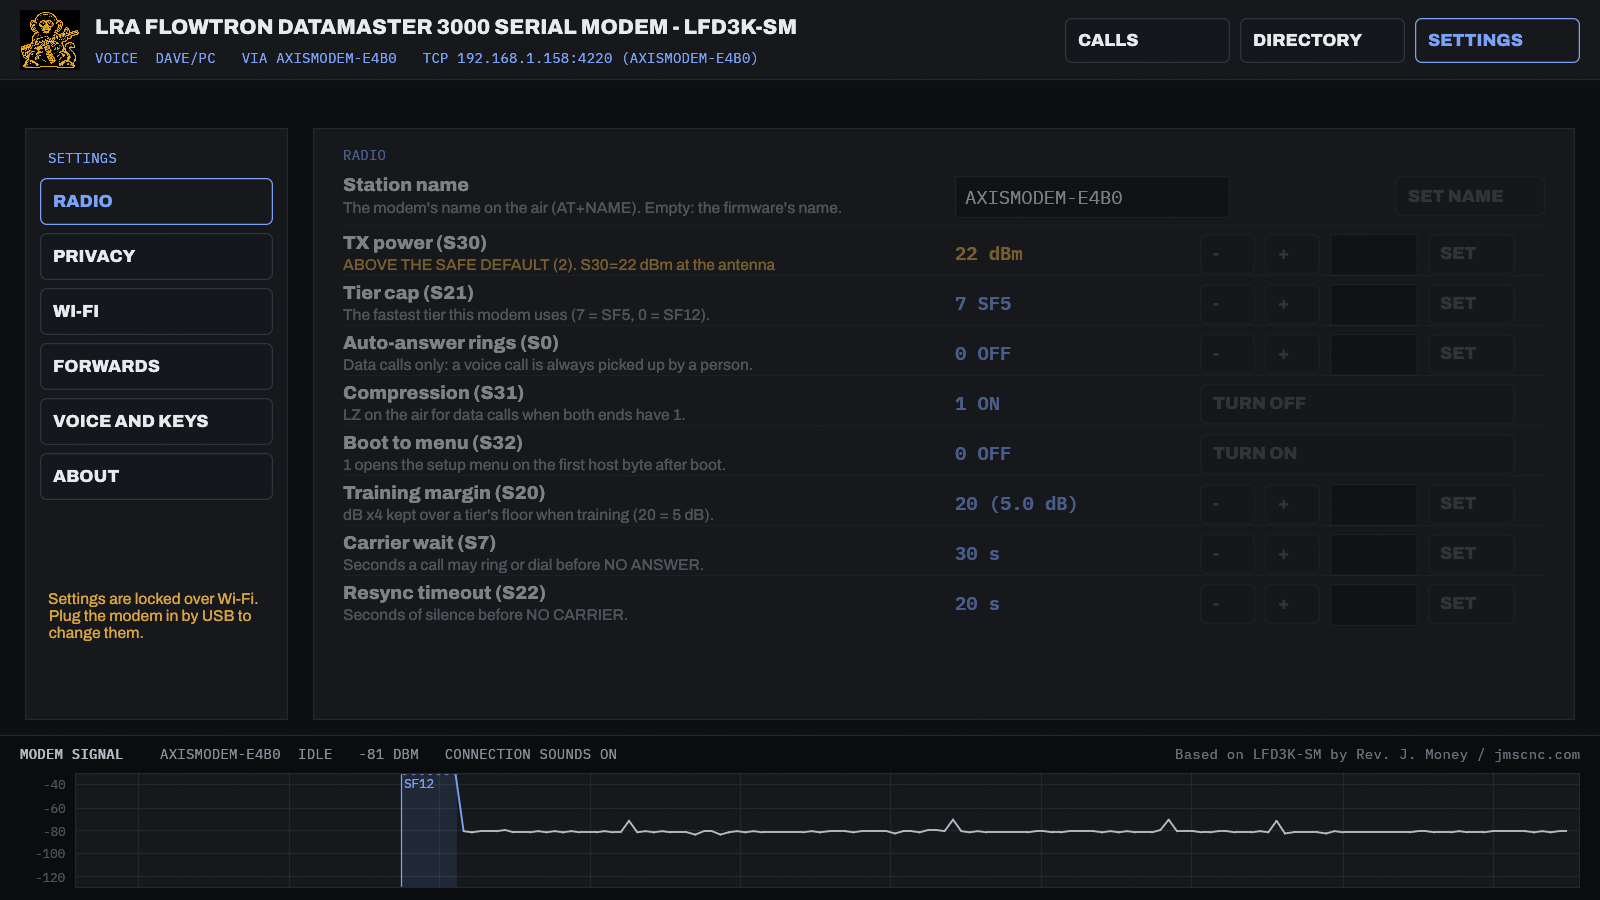 LRA FLOWTRON DATAMASTER 3000 SERIAL MODEM - LFD3K-SM
VOICE DAVE/PC VIA AXISMODEM-E4B0 TCP 192.168.1.158:4220 (AXISMODEM-E4B0)
CALLS
DIRECTORY
SETTINGS
SETTINGS
RADIO
PRIVACY
WI-FI
FORWARDS
VOICE AND KEYS
ABOUT
Settings are locked over Wi-Fi.
Plug the modem in by USB to
change them.
RADIO
Station name
The modem's name on the air (AT+NAME). Empty: the firmware's name.
AXISMODEM-E4B0
SET NAME
TX power (S30)
ABOVE THE SAFE DEFAULT (2). S30=22 dBm at the antenna
22 dBm
- + SET
Tier cap (S21)
The fastest tier this modem uses (7 = SF5, 0 = SF12).
7 SF5
- + SET
Auto-answer rings (S0)
Data calls only: a voice call is always picked up by a person.
0 OFF
- + SET
Compression (S31)
LZ on the air for data calls when both ends have 1.
1 ON
TURN OFF
Boot to menu (S32)
1 opens the setup menu on the first host byte after boot.
0 OFF
TURN ON
Training margin (S20)
dB x4 kept over a tier's floor when training (20 = 5 dB).
20 (5.0 dB)
- + SET
Carrier wait (S7)
Seconds a call may ring or dial before NO ANSWER.
30 s
- + SET
Resync timeout (S22)
Seconds of silence before NO CARRIER.
20 s
- + SET
MODEM SIGNAL AXISMODEM-E4B0 IDLE -81 DBM CONNECTION SOUNDS ON
Based on LFD3K-SM by Rev. J. Money / jmscnc.com
SF12
-40
-60
-80
-100
-120